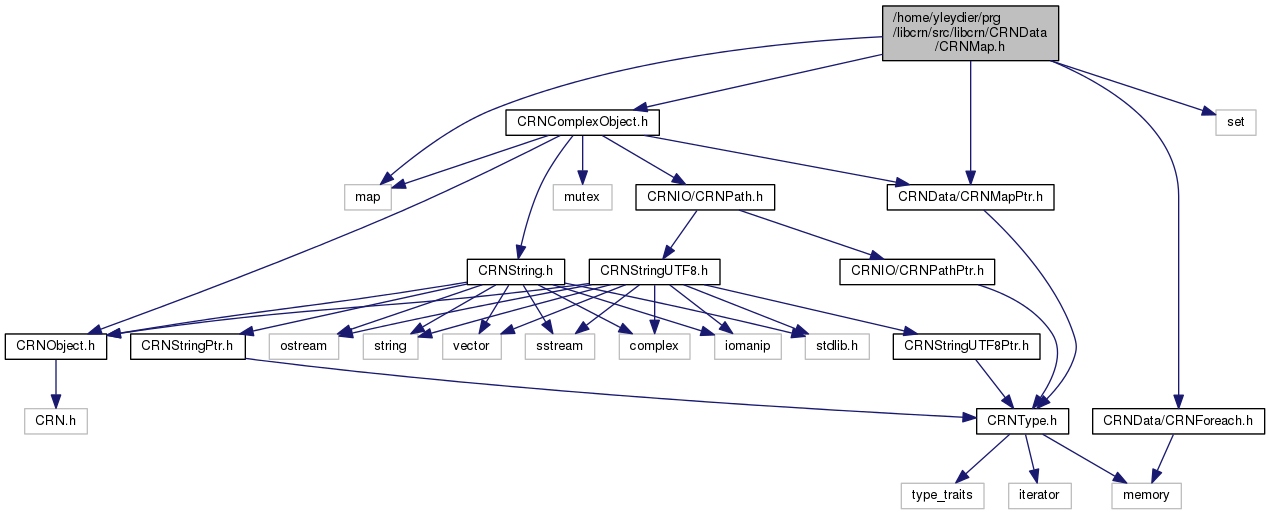 /home/yleydier/prg
/libcrn/src/libcrn/CRNData
/CRNMap.h
CRNComplexObject.h
set
map
mutex
CRNIO/CRNPath.h
CRNData/CRNMapPtr.h
CRNString.h
CRNStringUTF8.h
CRNIO/CRNPathPtr.h
CRNObject.h
CRNStringPtr.h
ostream
string
vector
sstream
complex
iomanip
stdlib.h
CRNStringUTF8Ptr.h
CRN.h
CRNType.h
CRNData/CRNForeach.h
type_traits
iterator
memory